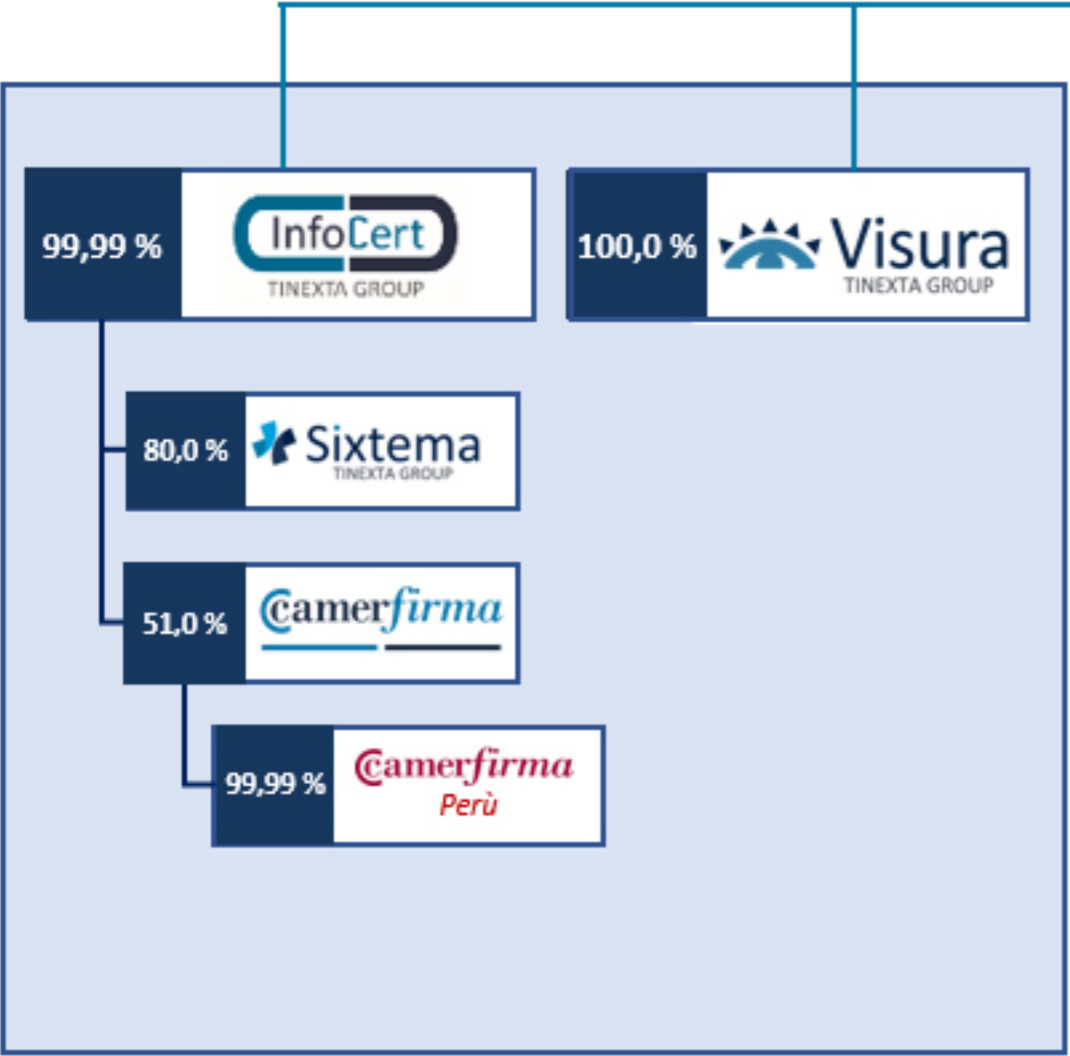 99,99 %
InfoCert
TINEXTA GROUP
100,0 %
Visura
TINEXTA GROUP
80,0 %
Sixtema
TINEXTA GROUP
51,0 %
Camerfirma
99,99 %
Camerfirma
Perù